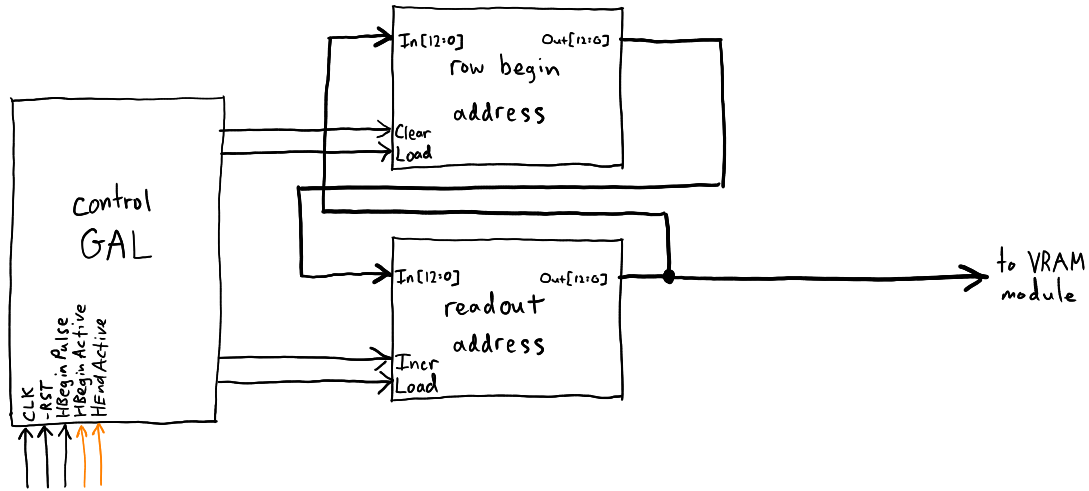 In[12:0] Out[12:0]
row begin
address
Clear
Load
control
GAL
In[12:0] Out[12:0]
readout
address
Incr
Load
to VRAM
module
CLK
-RST
HBegin Pulse
HBegin Active
HEnd Active